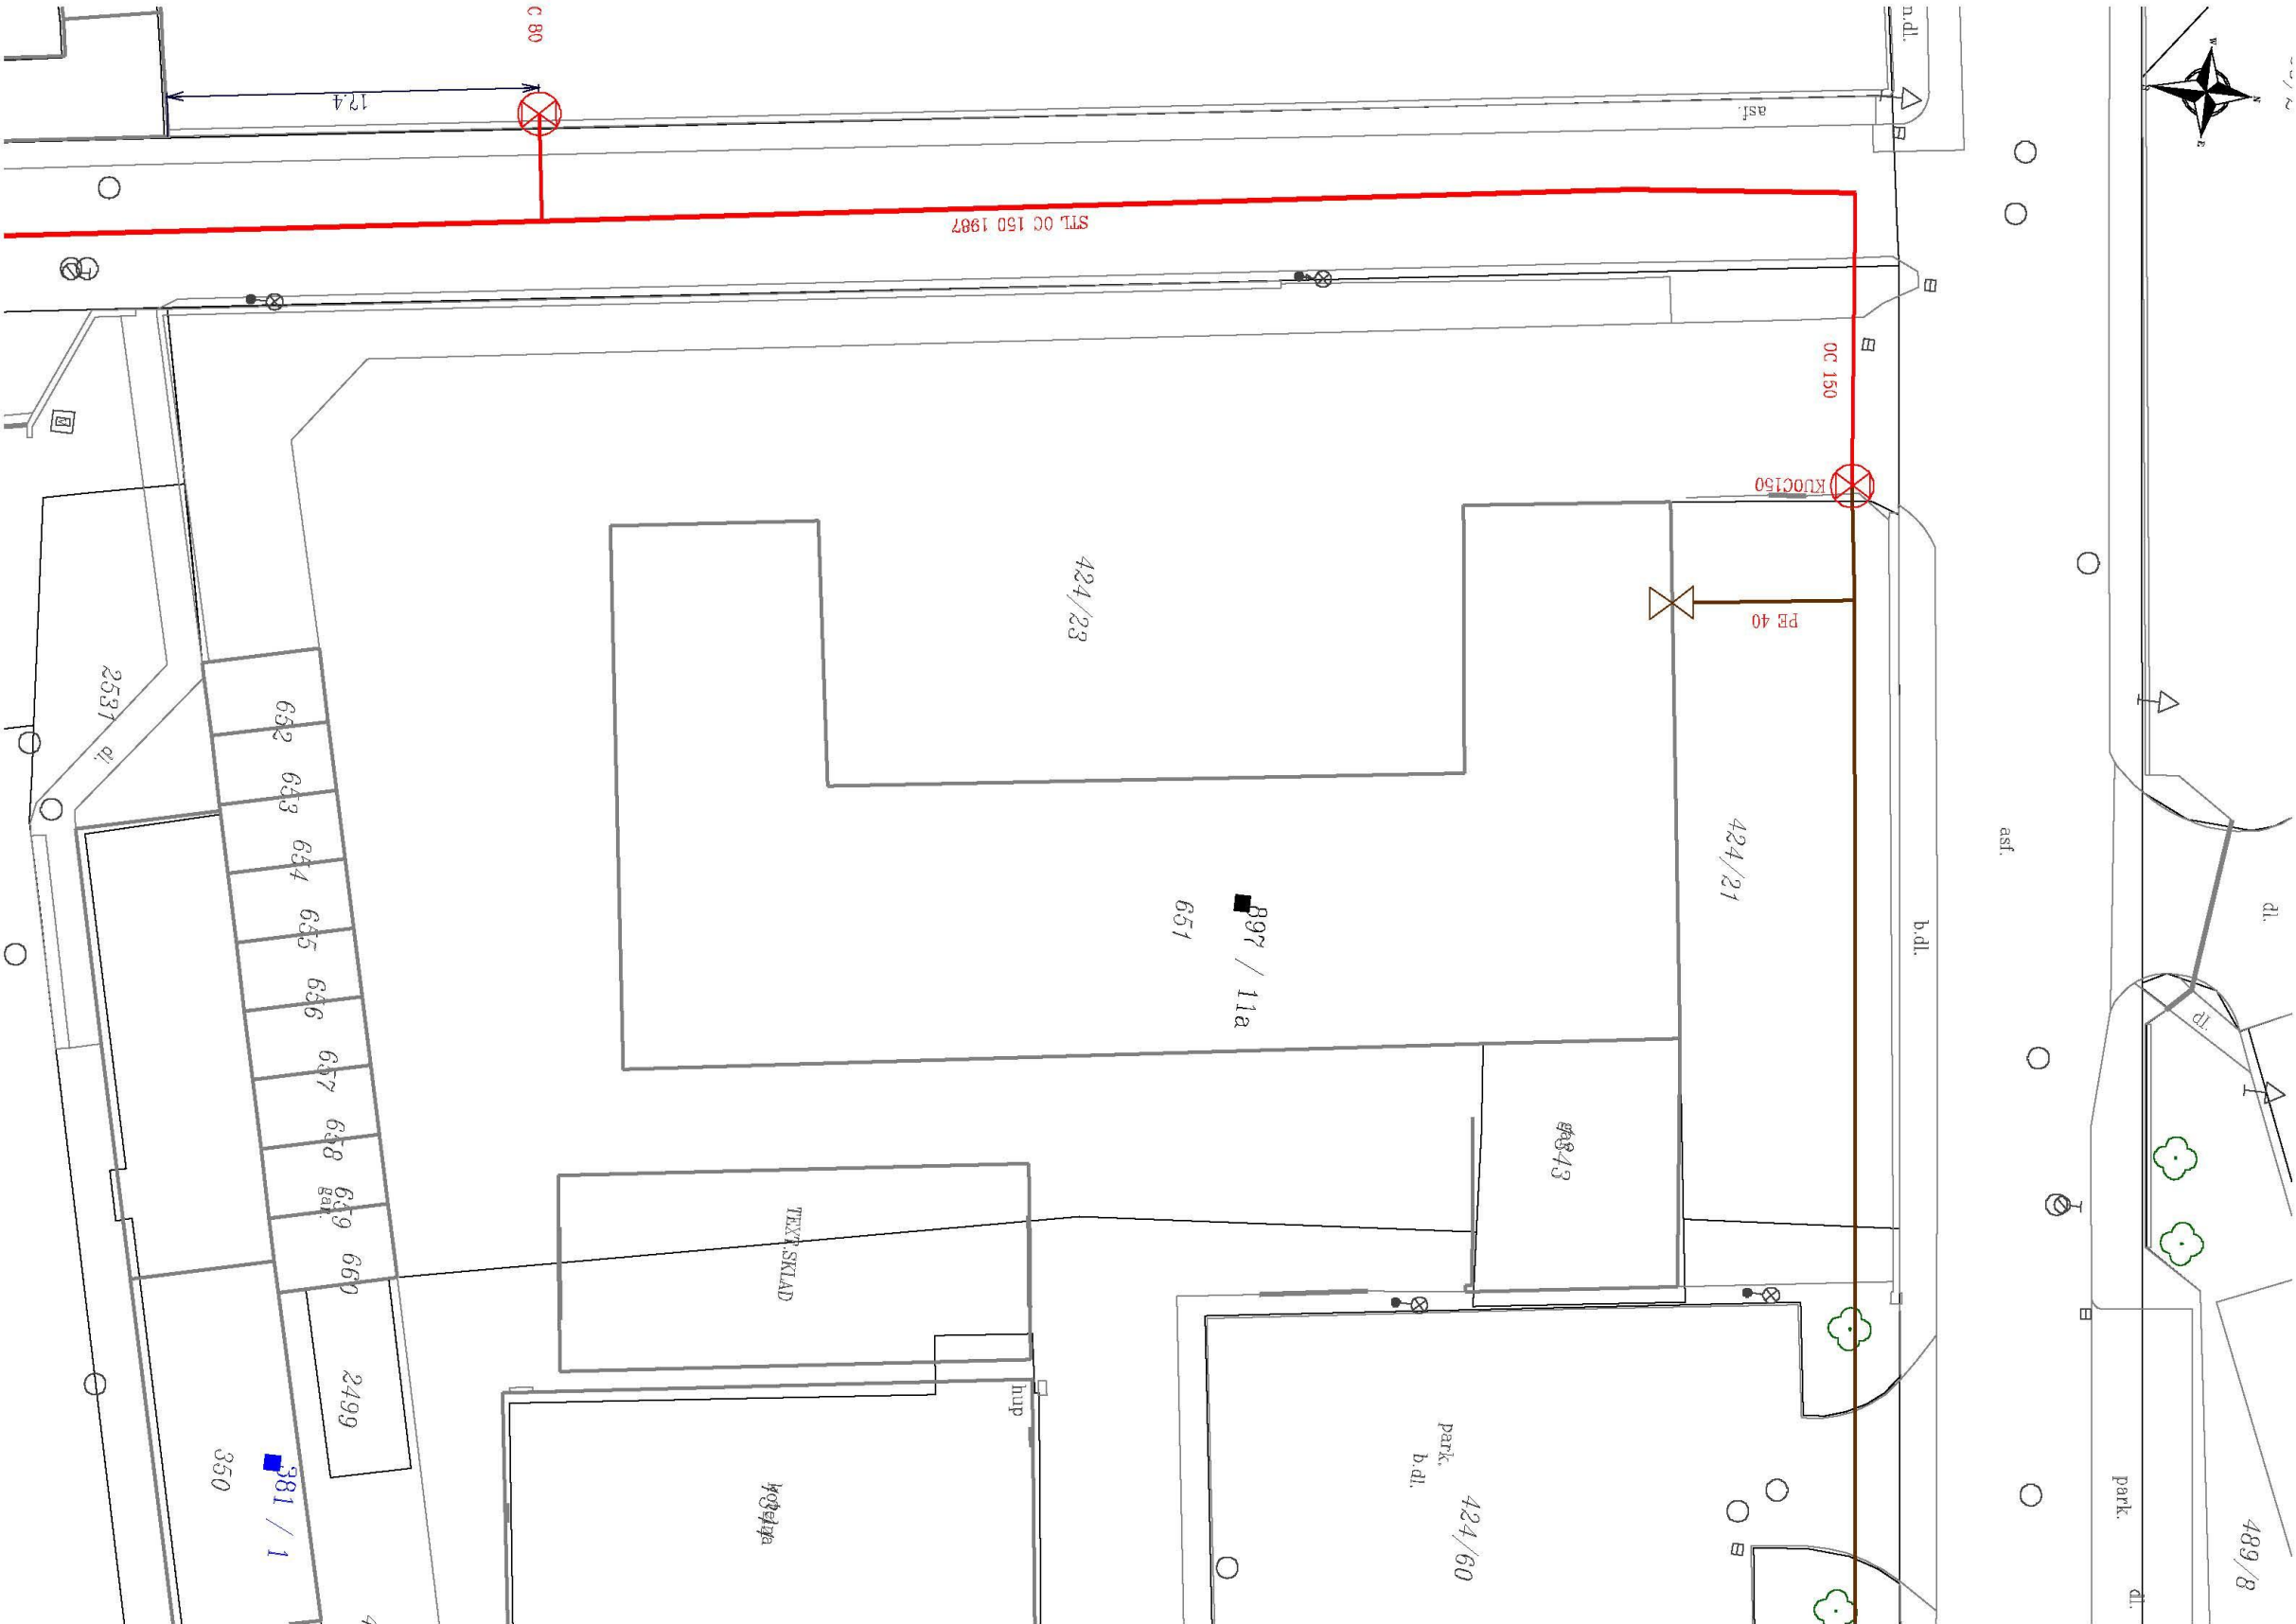 C 80
n.dl.
17.4
asf.
STL OC 150 1987
OC 150
KUOC150
PE 40
424/23
2531
dl.
652
653
654
655
656
657
658
659
gar.
660
424/21
asf.
b.dl.
dl.
651
897 / 11a
TP
TEXT.SKLAD
hup
2499
350
381 / 1
park.
b.dl.
424/60
park.
489/8
dl.
W
N
E